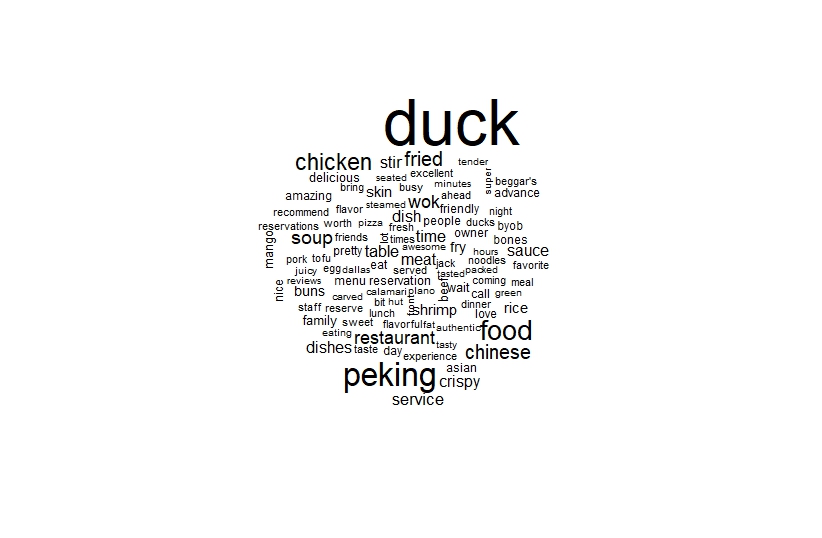 duck
chicken stir fried tender
delicious seated excellent super
amazing bring skin busy minutes beggar's
steamed wok ahead advance
recommend flavor dish friendly night
reservations worth pizza fresh people ducks byob
mango soup friends lot times time owner bones
pretty table awesome fry hours sauce
pork tofu eat meat jack noodles favorite
juicy egg dallas served tasted packed
nice reviews menu reservation beef wait coming meal
buns carved calamari plano call green
staff reserve bit hut front shrimp dinner rice
lunch love
family sweet flavorful fat authentic food
eating restaurant tasty
dishes taste day experience chinese
peking asian
crispy
service